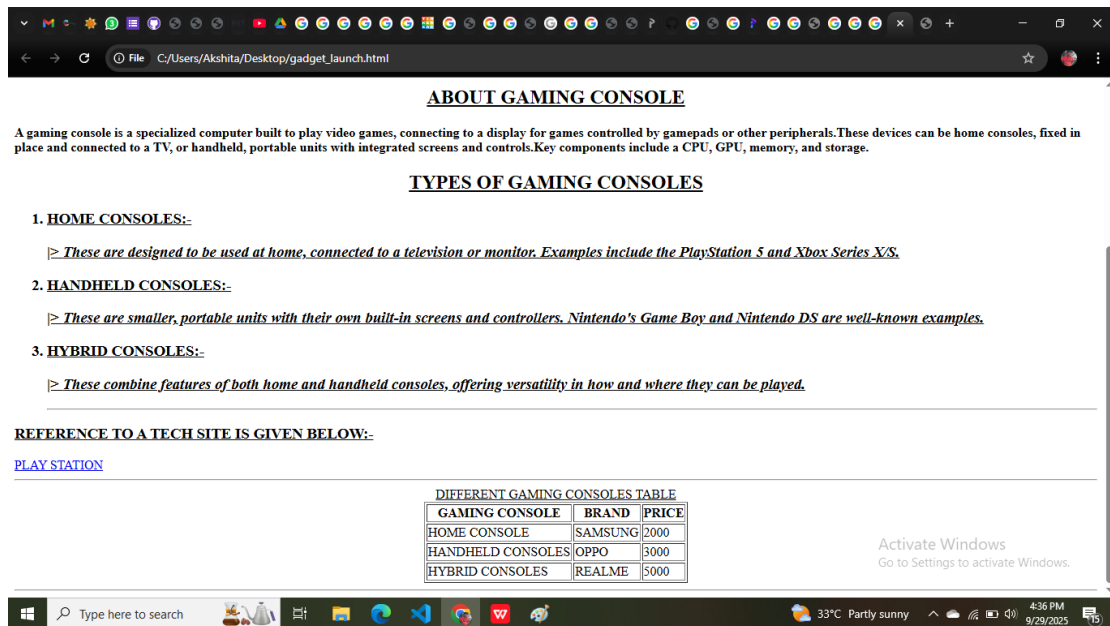 File C:/Users/Akshita/Desktop/gadget_launch.html
ABOUT GAMING CONSOLE
A gaming console is a specialized computer built to play video games, connecting to a display for games controlled by gamepads or other peripherals.These devices can be home consoles, fixed in
place and connected to a TV, or handheld, portable units with integrated screens and controls.Key components include a CPU, GPU, memory, and storage.
TYPES OF GAMING CONSOLES
1. HOME CONSOLES:-
|> These are designed to be used at home, connected to a television or monitor. Examples include the PlayStation 5 and Xbox Series X/S.
2. HANDHELD CONSOLES:-
|> These are smaller, portable units with their own built-in screens and controllers. Nintendo's Game Boy and Nintendo DS are well-known examples.
3. HYBRID CONSOLES:-
|> These combine features of both home and handheld consoles, offering versatility in how and where they can be played.
REFERENCE TO A TECH SITE IS GIVEN BELOW:-
PLAY STATION
DIFFERENT GAMING CONSOLES TABLE
GAMING CONSOLE BRAND PRICE
HOME CONSOLE SAMSUNG 2000
HANDHELD CONSOLES OPPO 3000
HYBRID CONSOLES REALME 5000
Activate Windows
Go to Settings to activate Windows.
Type here to search
33°C Partly sunny
4:36 PM
9/29/2025
15